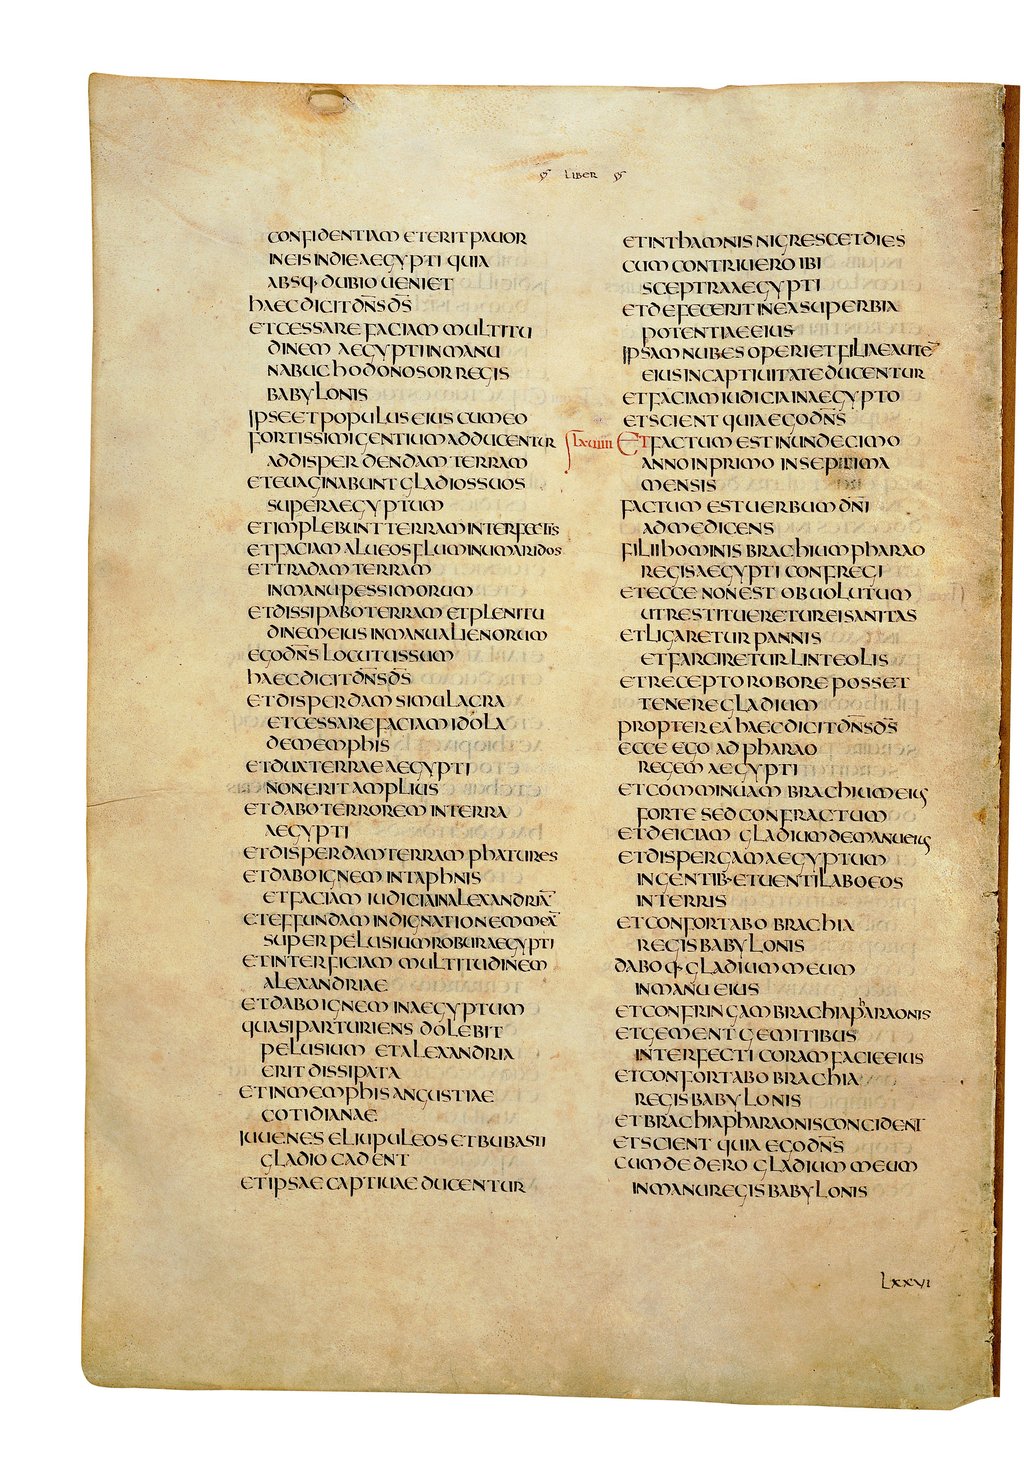 LIBER
CONFIDENTIAM ET ERIT PAUOR
IN EIS IN DIE AEGYPTI QUIA
ABSQ· DUBIO UENIET
HAEC DICIT DN̄S DS̄
ET CESSARE FACIAM MULTITU
DINEM AEGYPTI IN MANU
NABUCHODONOSOR REGIS
BABYLONIS
IPSE ET POPULUS EIUS CUM EO
FORTISSIMI GENTIUM ADDUCENTUR
AD DISPERDENDAM TERRAM
ET EUAGINABUNT GLADIOS SUOS
SUPER AEGYPTUM
ET IMPLEBUNT TERRAM INTERFECTIS
ET FACIAM ALUEOS FLUMINUM ARIDOS
ET TRADAM TERRAM
IN MANU PESSIMORUM
ET DISSIPABO TERRAM ET PLENITU
DINEM EIUS IN MANU ALIENORUM
EGO DN̄S LOCUTUS SUM
HAEC DICIT DN̄S DS̄
ET DISPERDAM SIMULACRA
ET CESSARE FACIAM IDOLA
DE MEMPHIS
ET DUX TERRAE AEGYPTI
NON ERIT AMPLIUS
ET DABO TERROREM IN TERRA
AEGYPTI
ET DISPERDAM TERRAM PHATURES
ET DABO IGNEM IN TAPHNIS
ET FACIAM IUDICIA IN ALEXANDRIĀ
ET EFFUNDAM INDIGNATIONEM MEĀ
SUPER PELUSIUM ROBUR AEGYPTI
ET INTERFICIAM MULTITUDINEM
ALEXANDRIAE
ET DABO IGNEM IN AEGYPTUM
QUASI PARTURIENS DOLEBIT
PELUSIUM ET ALEXANDRIA
ERIT DISSIPATA
ET IN MEMPHIS ANGUSTIAE
COTIDIANAE
IUUENES ELIUPULEOS ET BUBASTI
GLADIO CADENT
ET IPSAE CAPTIUAE DUCENTUR
ET IN THAMNIS NIGRESCET DIES
CUM CONTRIUERO IBI
SCEPTRA AEGYPTI
ET DEFECERIT IN EA SUPERBIA
POTENTIAE EIUS
IPSAM NUBES OPERIET FILIAE AUTĒ
EIUS IN CAPTIUITATE DUCENTUR
ET FACIAM IUDICIA IN AEGYPTO
ET SCIENT QUIA EGO DN̄S
LXXIIII ET FACTUM EST IN UNDECIMO
ANNO IN PRIMO IN SEPTIMA
MENSIS
FACTUM EST UERBUM DN̄I
AD ME DICENS
FILII HOMINIS BRACHIUM PHARAO
REGIS AEGYPTI CONFREGI
ET ECCE NON EST OBUOLUTUM
UT RESTITUERETUR EI SANITAS
ET LIGARETUR PANNIS
ET FARCIRETUR LINTEOLIS
ET RECEPTO ROBORE POSSET
TENERE GLADIUM
PROPTEREA HAEC DICIT DN̄S DS̄
ECCE EGO AD PHARAO
REGEM AEGYPTI
ET COMMINUAM BRACHIUM EIUS
FORTE SED CONFRACTUM
ET DEICIAM GLADIUM DE MANU EIUS
ET DISPERGAM AEGYPTUM
IN GENTIB· ET UENTILABO EOS
IN TERRIS
ET CONFORTABO BRACHIA
REGIS BABYLONIS
DABOQ· GLADIUM MEUM
IN MANU EIUS
ET CONFRINGAM BRACHIA PHARAONIS
ET GEMENT GEMITIBUS
INTERFECTI CORAM FACIE EIUS
ET CONFORTABO BRACHIA
REGIS BABYLONIS
ET BRACHIA PHARAONIS CONCIDENT
ET SCIENT QUIA EGO DN̄S
CUM DEDERO GLADIUM MEUM
IN MANU REGIS BABYLONIS
LXXVI